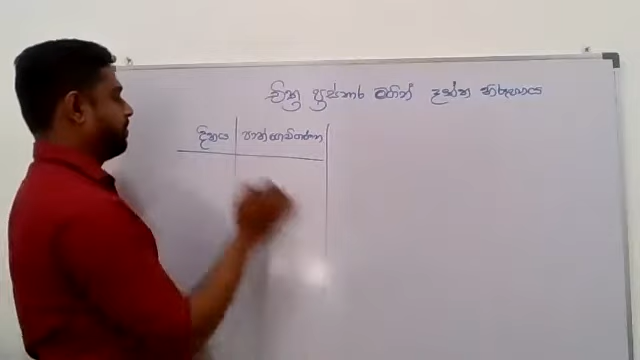 චිත්‍ර ප්‍රස්තාර මගින් දත්ත නිරූපණය
දිනය